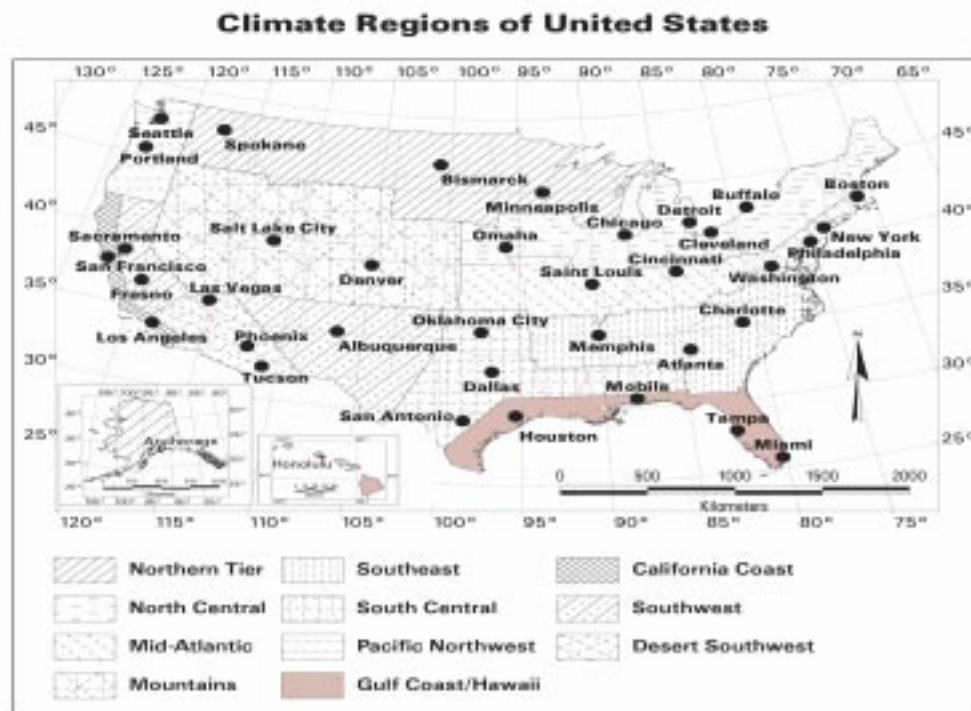 Climate Regions of United States
130° 125° 120° 115° 110° 105° 100° 95° 90° 85° 80° 75° 70° 65°
45° 45°
Seattle
Portland
Spokane
Bismarck
Minneapolis
Buffalo
Boston
40° 40°
Detroit
Chicago
Cleveland
New York
Philadelphia
Sacramento
Salt Lake City
Omaha
Cincinnati
Saint Louis
Washington
San Francisco
Denver
35° 35°
Fresno
Las Vegas
Charlotte
Oklahoma City
Los Angeles
Phoenix
Albuquerque
Memphis
Atlanta
30° 30°
Tucson
Dallas
Mobile
San Antonio
Houston
Tampa
Miami
25° 25°
Anchorage
Honolulu
N
0 500 1000 1500 2000
Kilometers
120° 115° 110° 105° 100° 95° 90° 85° 80° 75°
Northern Tier Southeast California Coast
North Central South Central Southwest
Mid-Atlantic Pacific Northwest Desert Southwest
Mountains Gulf Coast/Hawaii